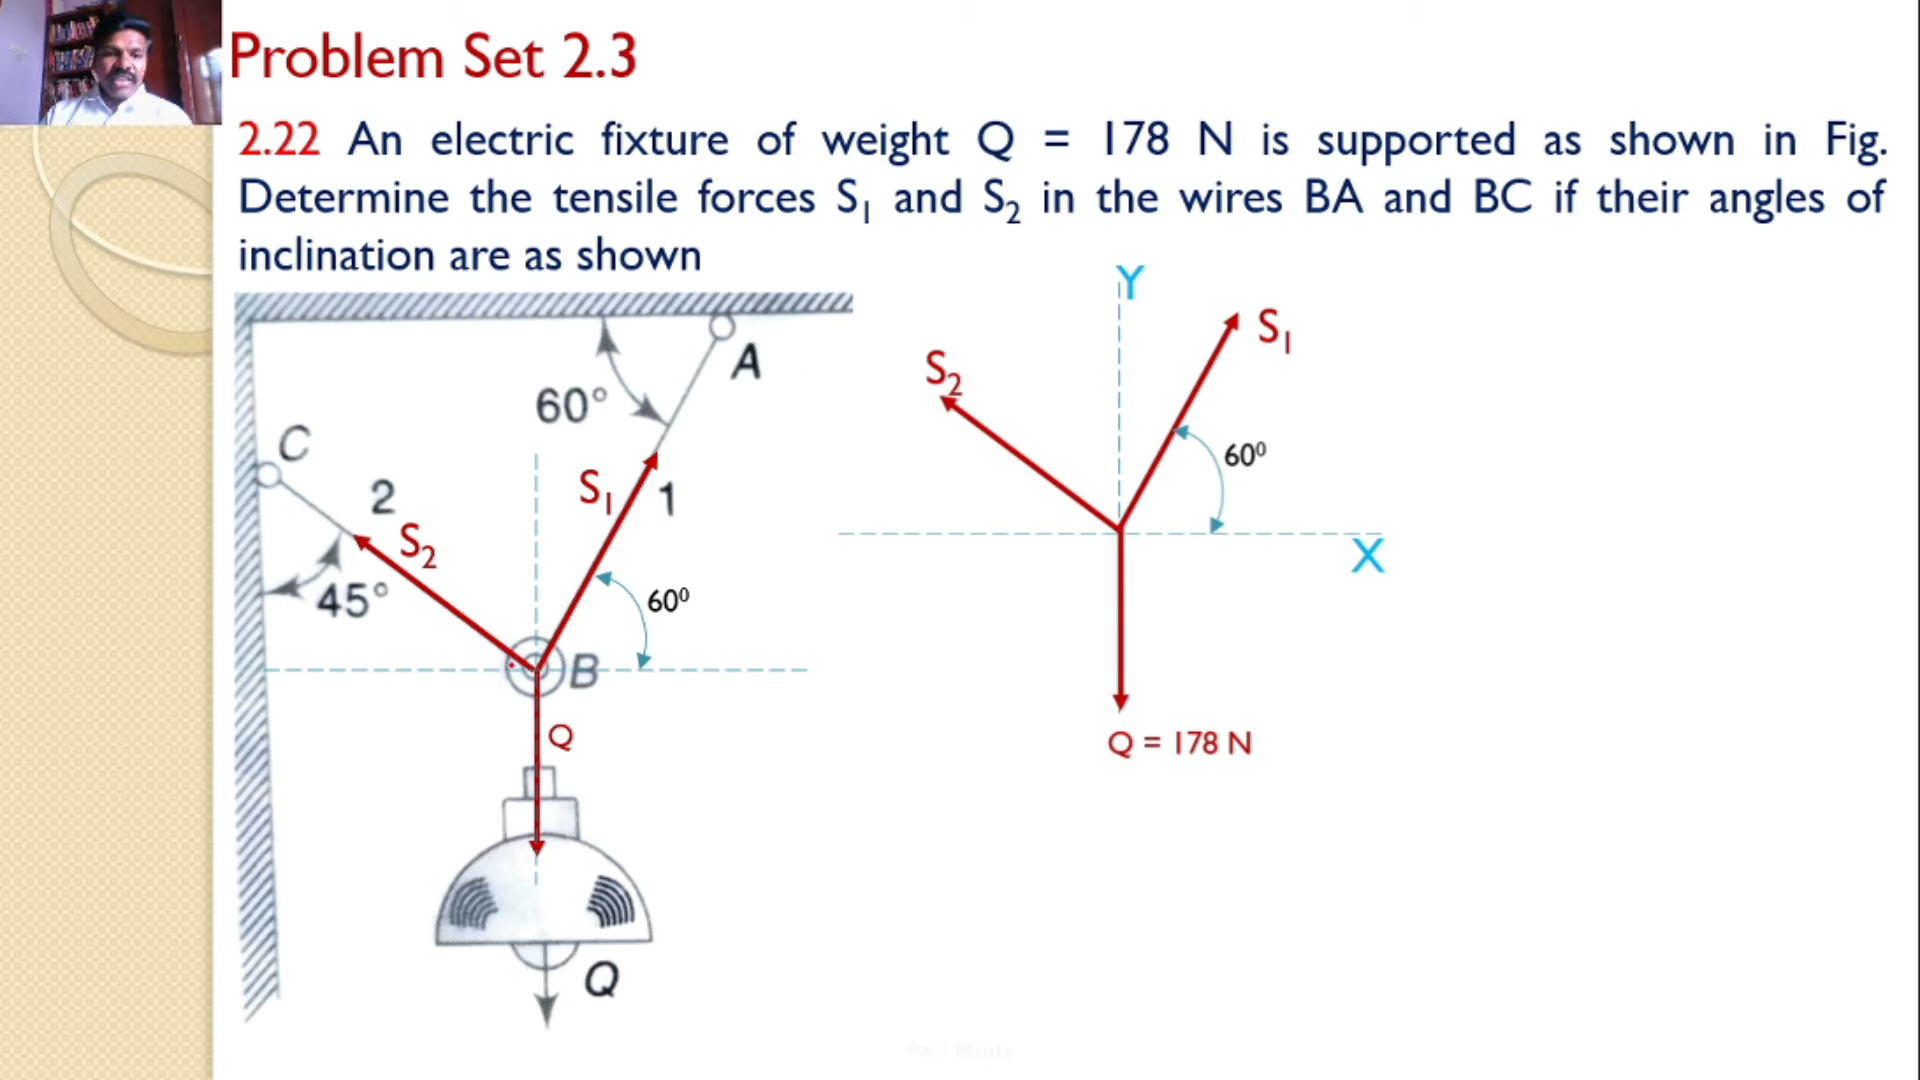 Problem Set 2.3
2.22 An electric fixture of weight Q = 178 N is supported as shown in Fig.
Determine the tensile forces S₁ and S₂ in the wires BA and BC if their angles of
inclination are as shown
A
60°
C
2
S₁
1
S₂
45°
60⁰
B
Q
Q
Y
S₁
S₂
60⁰
X
Q = 178 N